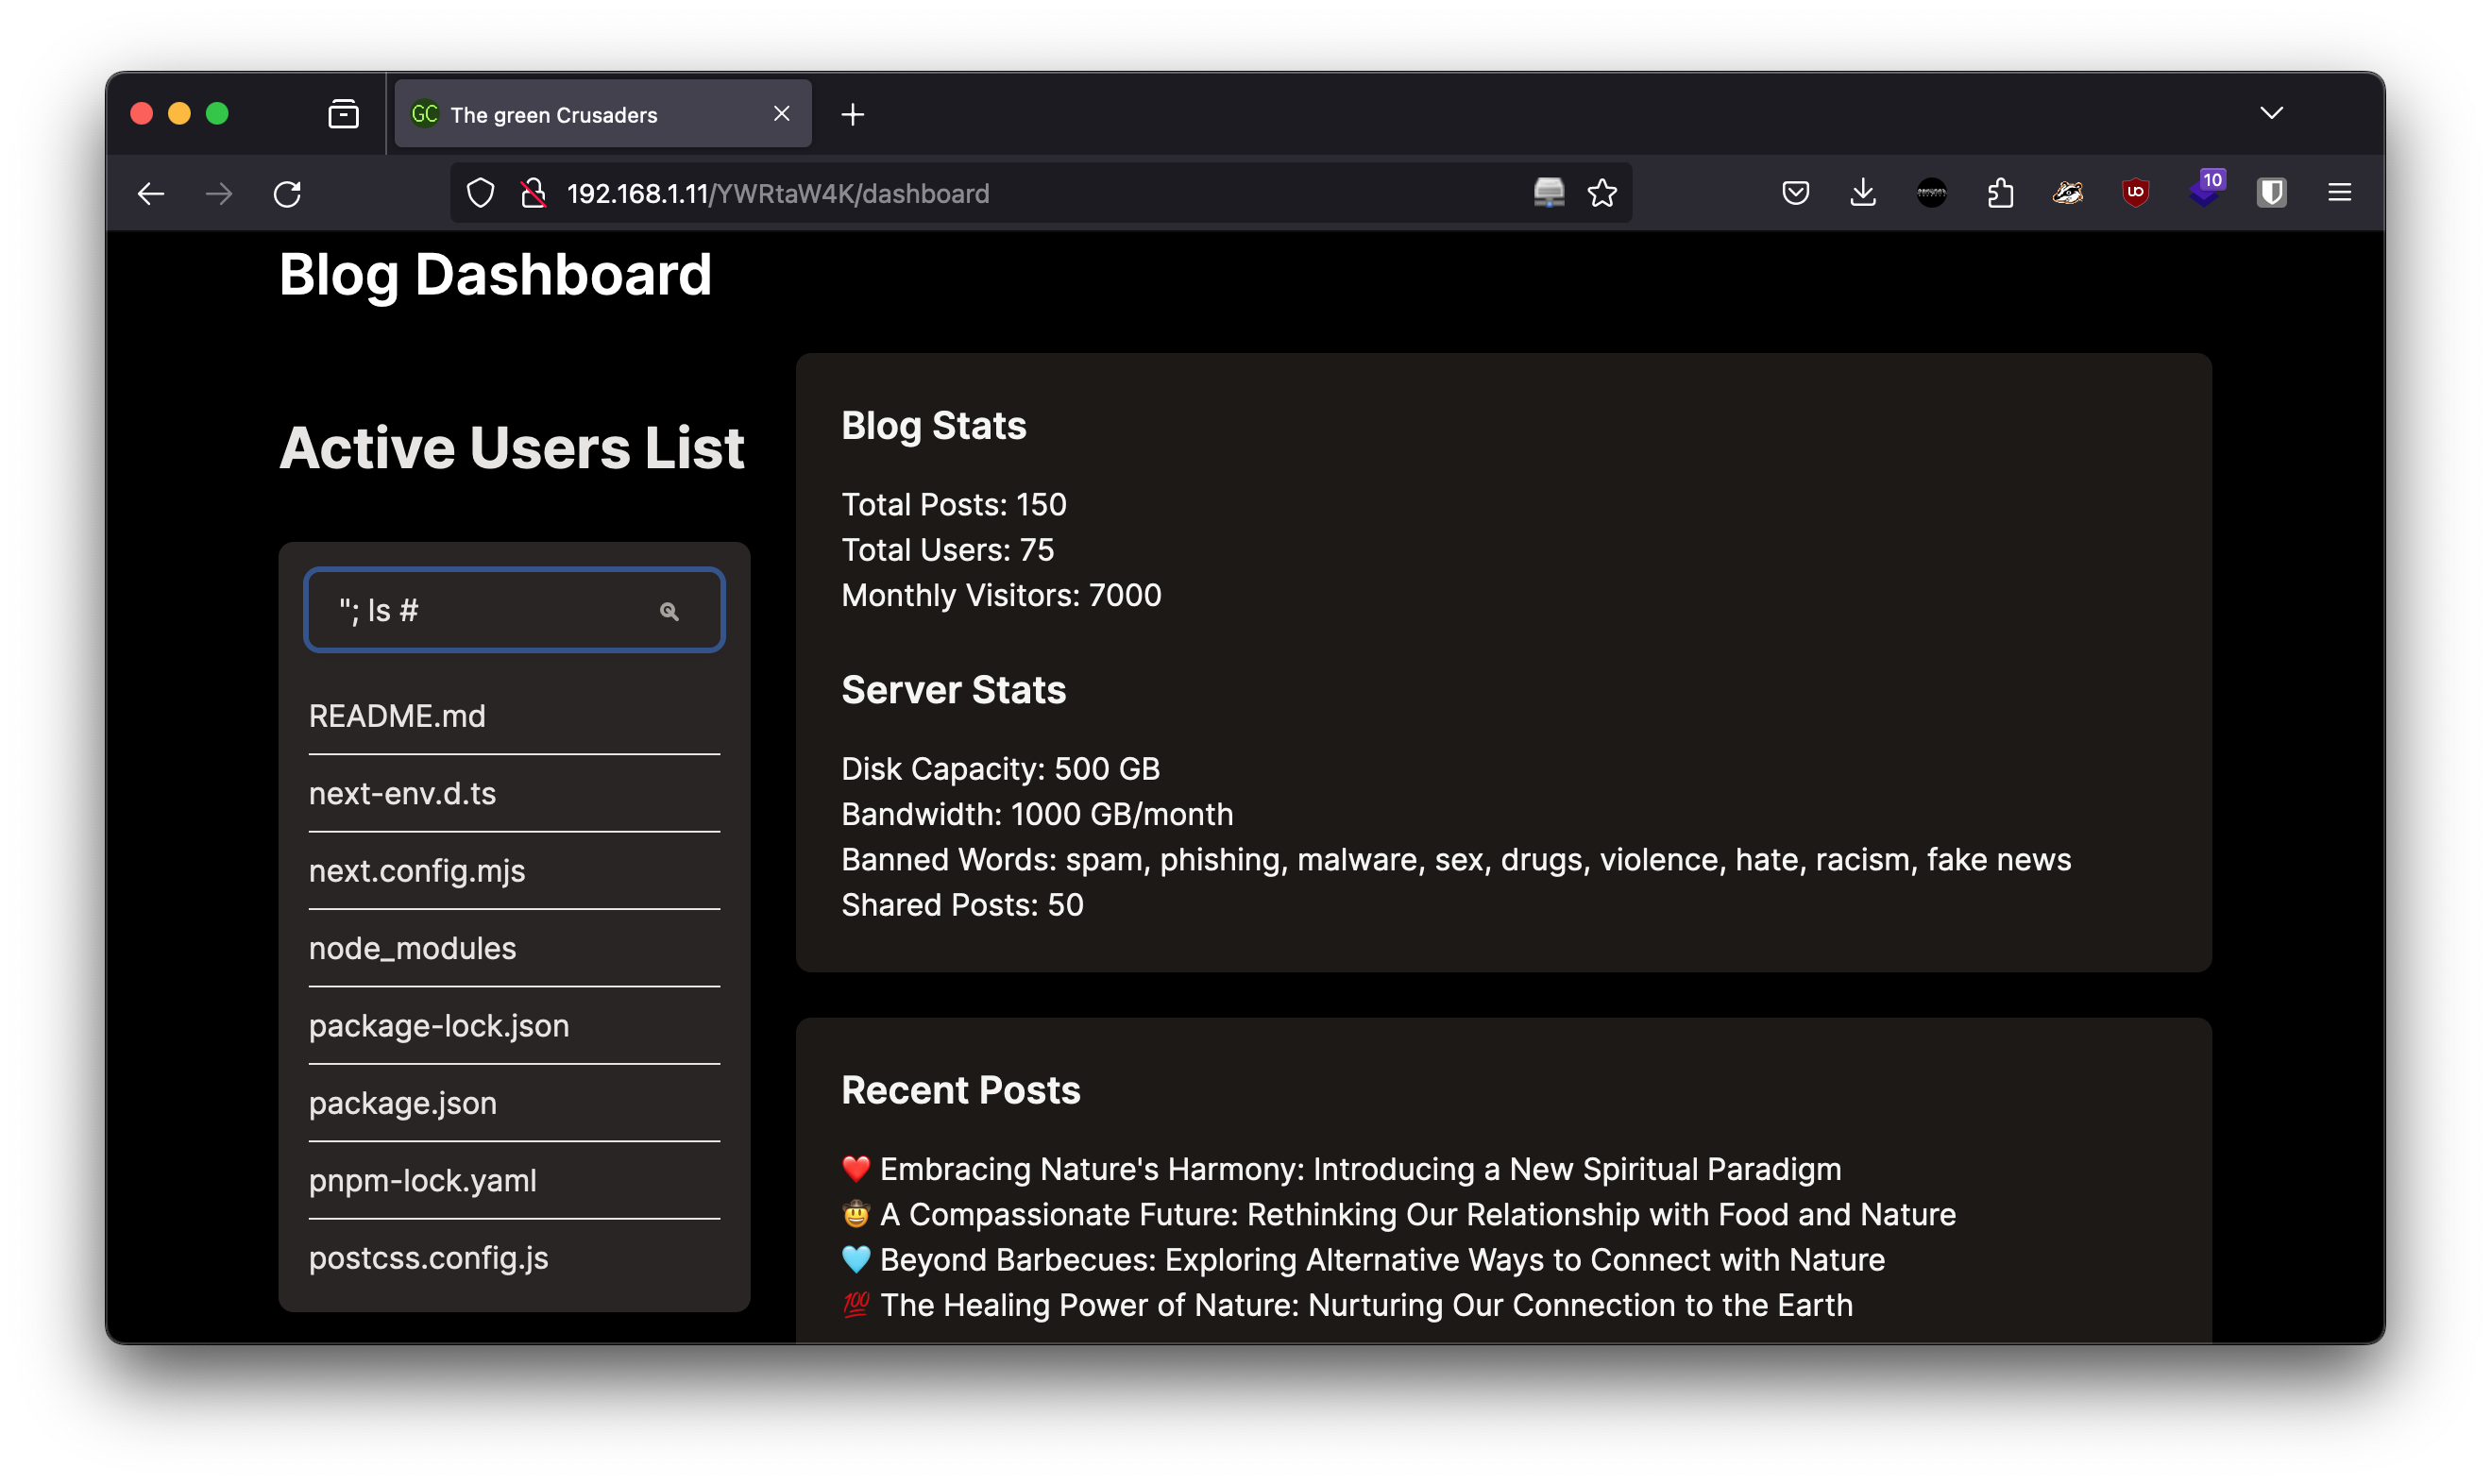 GC The green Crusaders
192.168.1.11/YWRtaW4K/dashboard
10
Blog Dashboard
Active Users List
"; ls #
README.md
next-env.d.ts
next.config.mjs
node_modules
package-lock.json
package.json
pnpm-lock.yaml
postcss.config.js
Blog Stats
Total Posts: 150
Total Users: 75
Monthly Visitors: 7000
Server Stats
Disk Capacity: 500 GB
Bandwidth: 1000 GB/month
Banned Words: spam, phishing, malware, sex, drugs, violence, hate, racism, fake news
Shared Posts: 50
Recent Posts
❤️ Embracing Nature's Harmony: Introducing a New Spiritual Paradigm
🤠 A Compassionate Future: Rethinking Our Relationship with Food and Nature
🩵 Beyond Barbecues: Exploring Alternative Ways to Connect with Nature
💯 The Healing Power of Nature: Nurturing Our Connection to the Earth